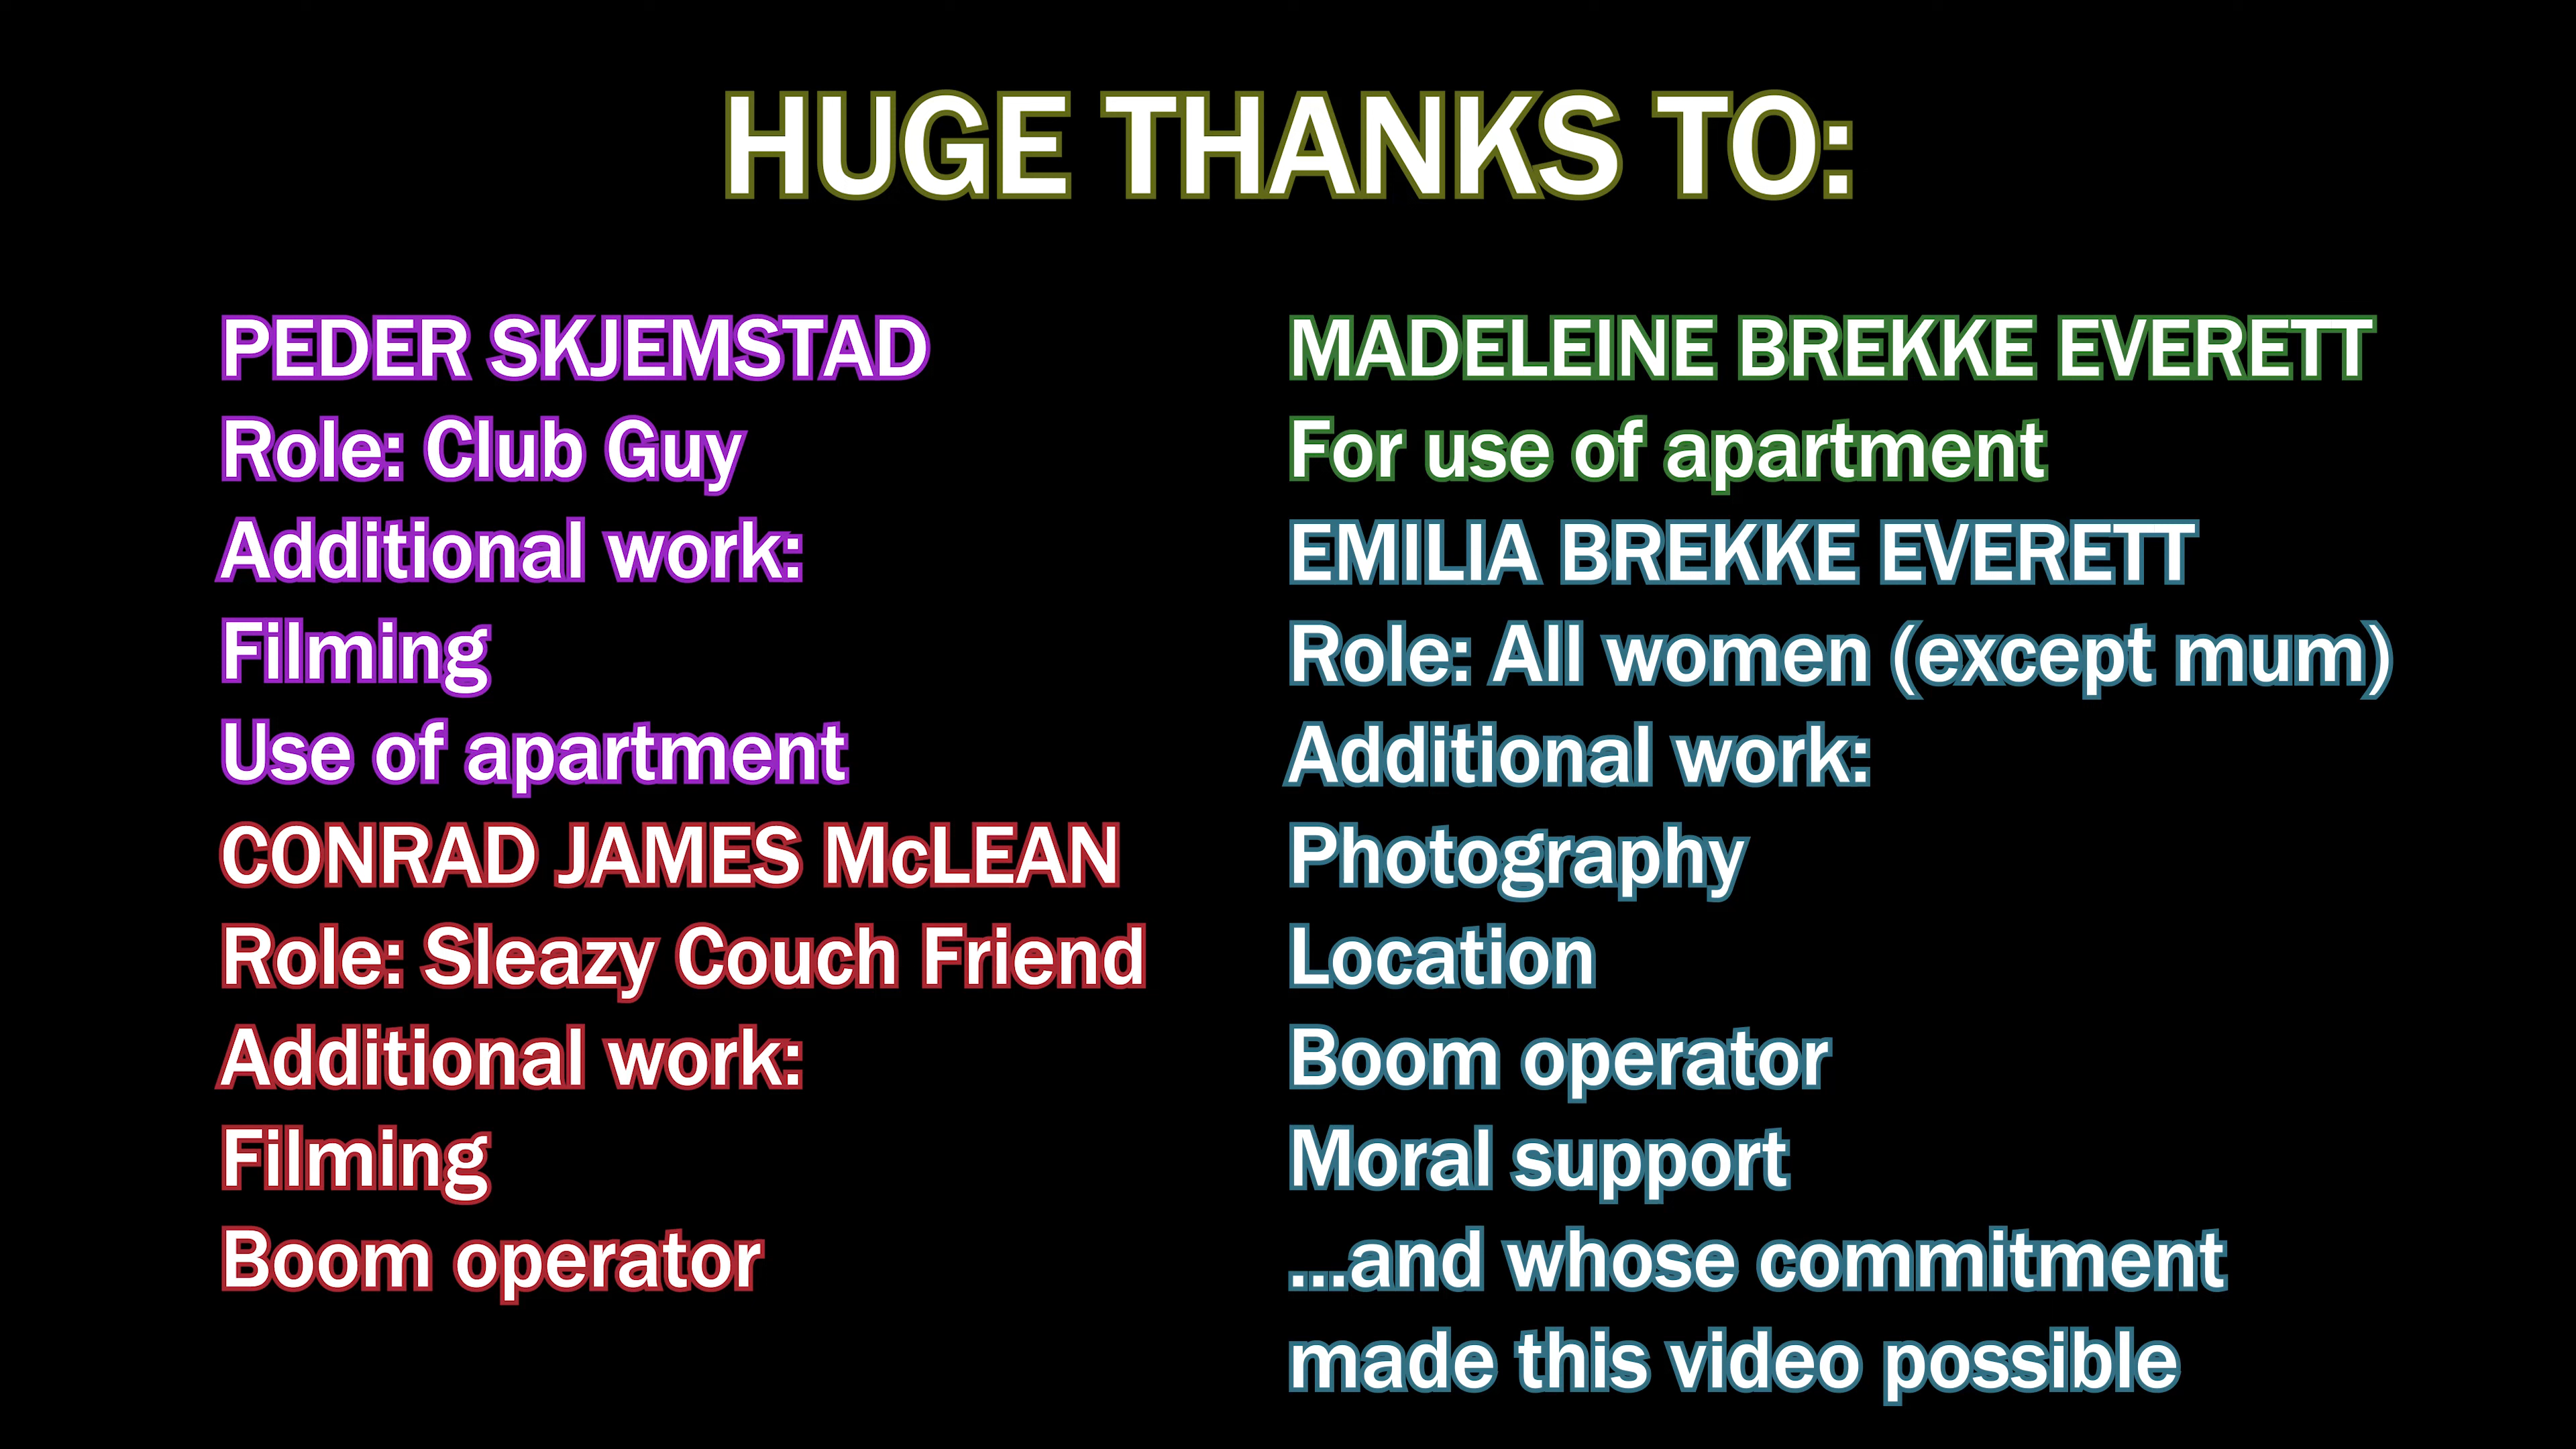 HUGE THANKS TO:
PEDER SKJEMSTAD
Role: Club Guy
Additional work:
Filming
Use of apartment
CONRAD JAMES McLEAN
Role: Sleazy Couch Friend
Additional work:
Filming
Boom operator
MADELEINE BREKKE EVERETT
For use of apartment
EMILIA BREKKE EVERETT
Role: All women (except mum)
Additional work:
Photography
Location
Boom operator
Moral support
...and whose commitment
made this video possible